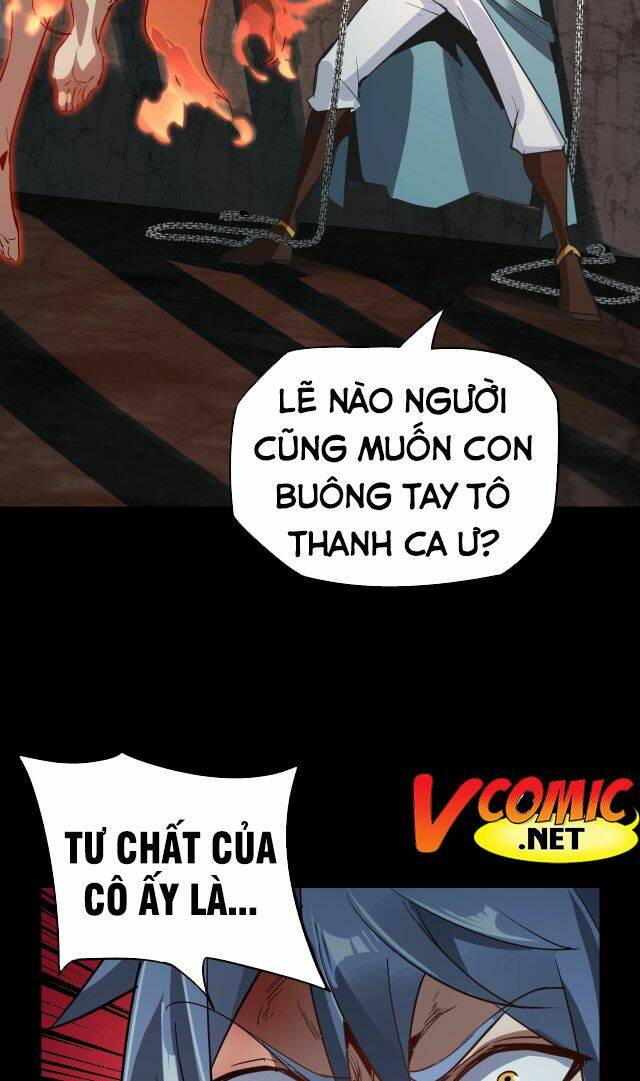 LẼ NÀO NGƯỜI
CŨNG MUỐN CON
BUÔNG TAY TÔ
THANH CA Ư?
VCOMIC
.NET
TƯ CHẤT CỦA
CÔ ẤY LÀ...